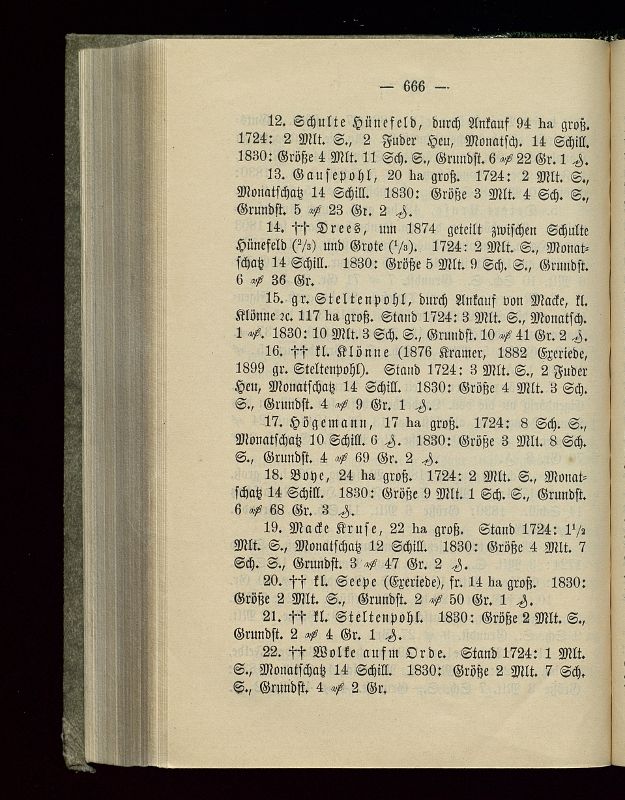 — 666 —
12. Schulte Hünefeld, durch Ankauf 94 ha groß.
1724: 2 Mlt. S., 2 Fuder Heu, Monatsch. 14 Schill.
1830: Größe 4 Mlt. 11 Sch. S., Grundst. 6 ₰ 22 Gr. 1 ₰.
13. Gausepohl, 20 ha groß. 1724: 2 Mlt. S.,
Monatschatz 14 Schill. 1830: Größe 3 Mlt. 4 Sch. S.,
Grundst. 5 ₰ 23 Gr. 2 ₰.
14. †† Drees, um 1874 geteilt zwischen Schulte
Hünefeld (²/₃) und Grote (¹/₃). 1724: 2 Mlt. S., Monat-
schatz 14 Schill. 1830: Größe 5 Mlt. 9 Sch. S., Grundst.
6 ₰ 36 Gr.
15. gr. Steltenpohl, durch Ankauf von Macke, kl.
Klönne ꝛc. 117 ha groß. Stand 1724: 3 Mlt. S., Monatsch.
1 ₰. 1830: 10 Mlt. 3 Sch. S., Grundst. 10 ₰ 41 Gr. 2 ₰.
16. †† kl. Klönne (1876 Kramer, 1882 Exeriede,
1899 gr. Steltenpohl). Stand 1724: 3 Mlt. S., 2 Fuder
Heu, Monatschatz 14 Schill. 1830: Größe 4 Mlt. 3 Sch.
S., Grundst. 4 ₰ 9 Gr. 1 ₰.
17. Högemann, 17 ha groß. 1724: 8 Sch. S.,
Monatschatz 10 Schill. 6 ₰. 1830: Größe 3 Mlt. 8 Sch.
S., Grundst. 4 ₰ 69 Gr. 2 ₰.
18. Boye, 24 ha groß. 1724: 2 Mlt. S., Monat-
schatz 14 Schill. 1830: Größe 9 Mlt. 1 Sch. S., Grundst.
6 ₰ 68 Gr. 3 ₰.
19. Macke Kruse, 22 ha groß. Stand 1724: 1¹/₂
Mlt. S., Monatschatz 12 Schill. 1830: Größe 4 Mlt. 7
Sch. S., Grundst. 3 ₰ 47 Gr. 2 ₰.
20. †† kl. Seepe (Exeriede), fr. 14 ha groß. 1830:
Größe 2 Mlt. S., Grundst. 2 ₰ 50 Gr. 1 ₰.
21. †† kl. Steltenpohl. 1830: Größe 2 Mlt. S.,
Grundst. 2 ₰ 4 Gr. 1 ₰.
22. †† Wolke aufm Orde. Stand 1724: 1 Mlt.
S., Monatschatz 14 Schill. 1830: Größe 2 Mlt. 7 Sch.
S., Grundst. 4 ₰ 2 Gr.